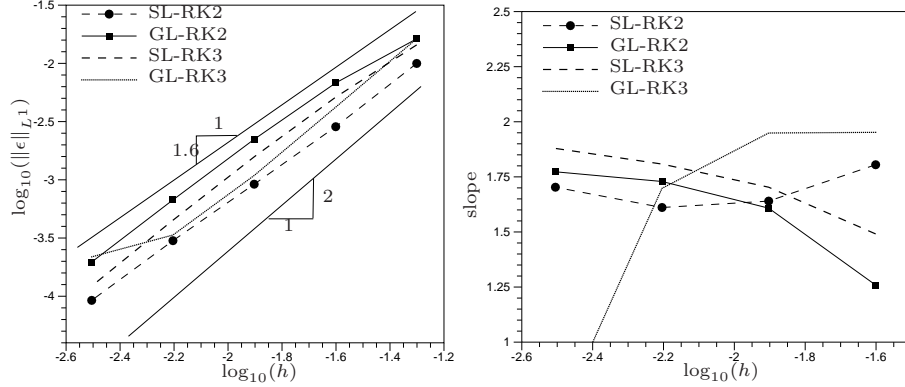 SL-RK2
GL-RK2
SL-RK3
GL-RK3
-1.5
-2
-2.5
-3
-3.5
-4
log₁₀(||ϵ||_{L¹})
1
1.6
2
1
-2.6 -2.4 -2.2 -2 -1.8 -1.6 -1.4 -1.2
log₁₀(h)
SL-RK2
GL-RK2
SL-RK3
GL-RK3
2.5
2.25
2
1.75
1.5
1.25
1
slope
-2.6 -2.4 -2.2 -2 -1.8 -1.6
log₁₀(h)